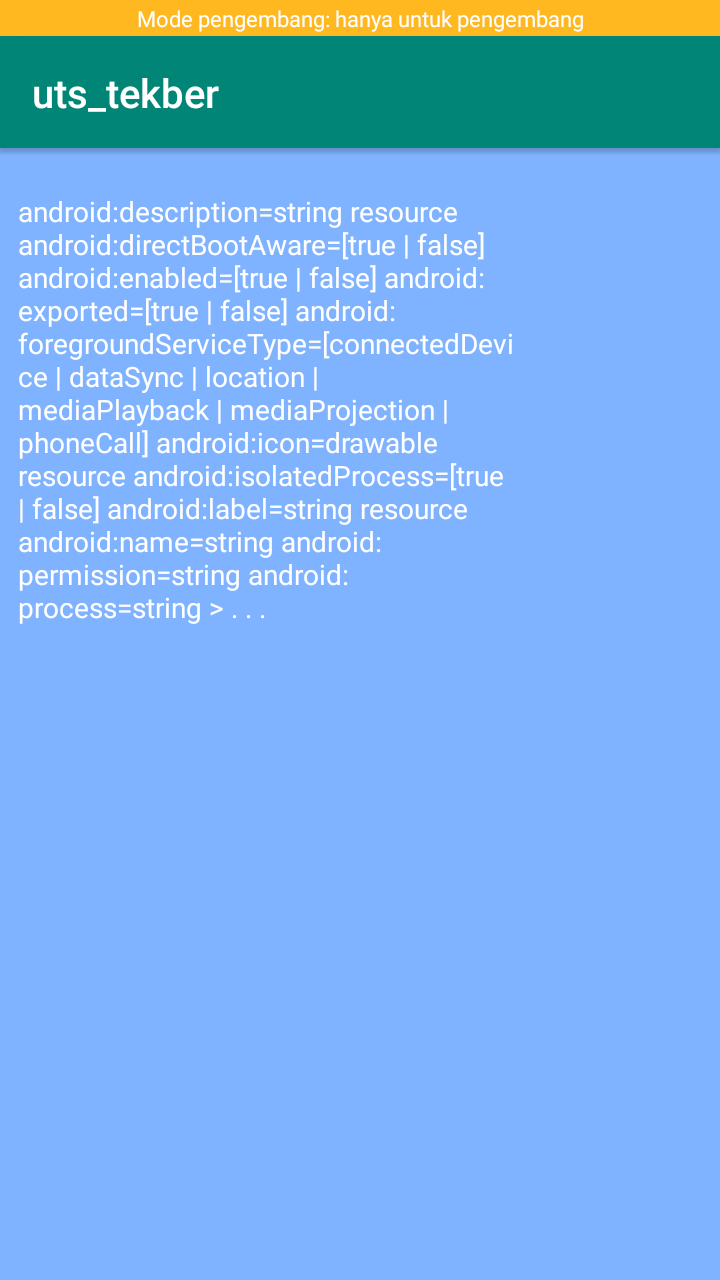 Mode pengembang: hanya untuk pengembang
uts_tekber
android:description=string resource
android:directBootAware=[true | false]
android:enabled=[true | false] android:
exported=[true | false] android:
foregroundServiceType=[connectedDevi
ce | dataSync | location |
mediaPlayback | mediaProjection |
phoneCall] android:icon=drawable
resource android:isolatedProcess=[true
| false] android:label=string resource
android:name=string android:
permission=string android:
process=string > . . .